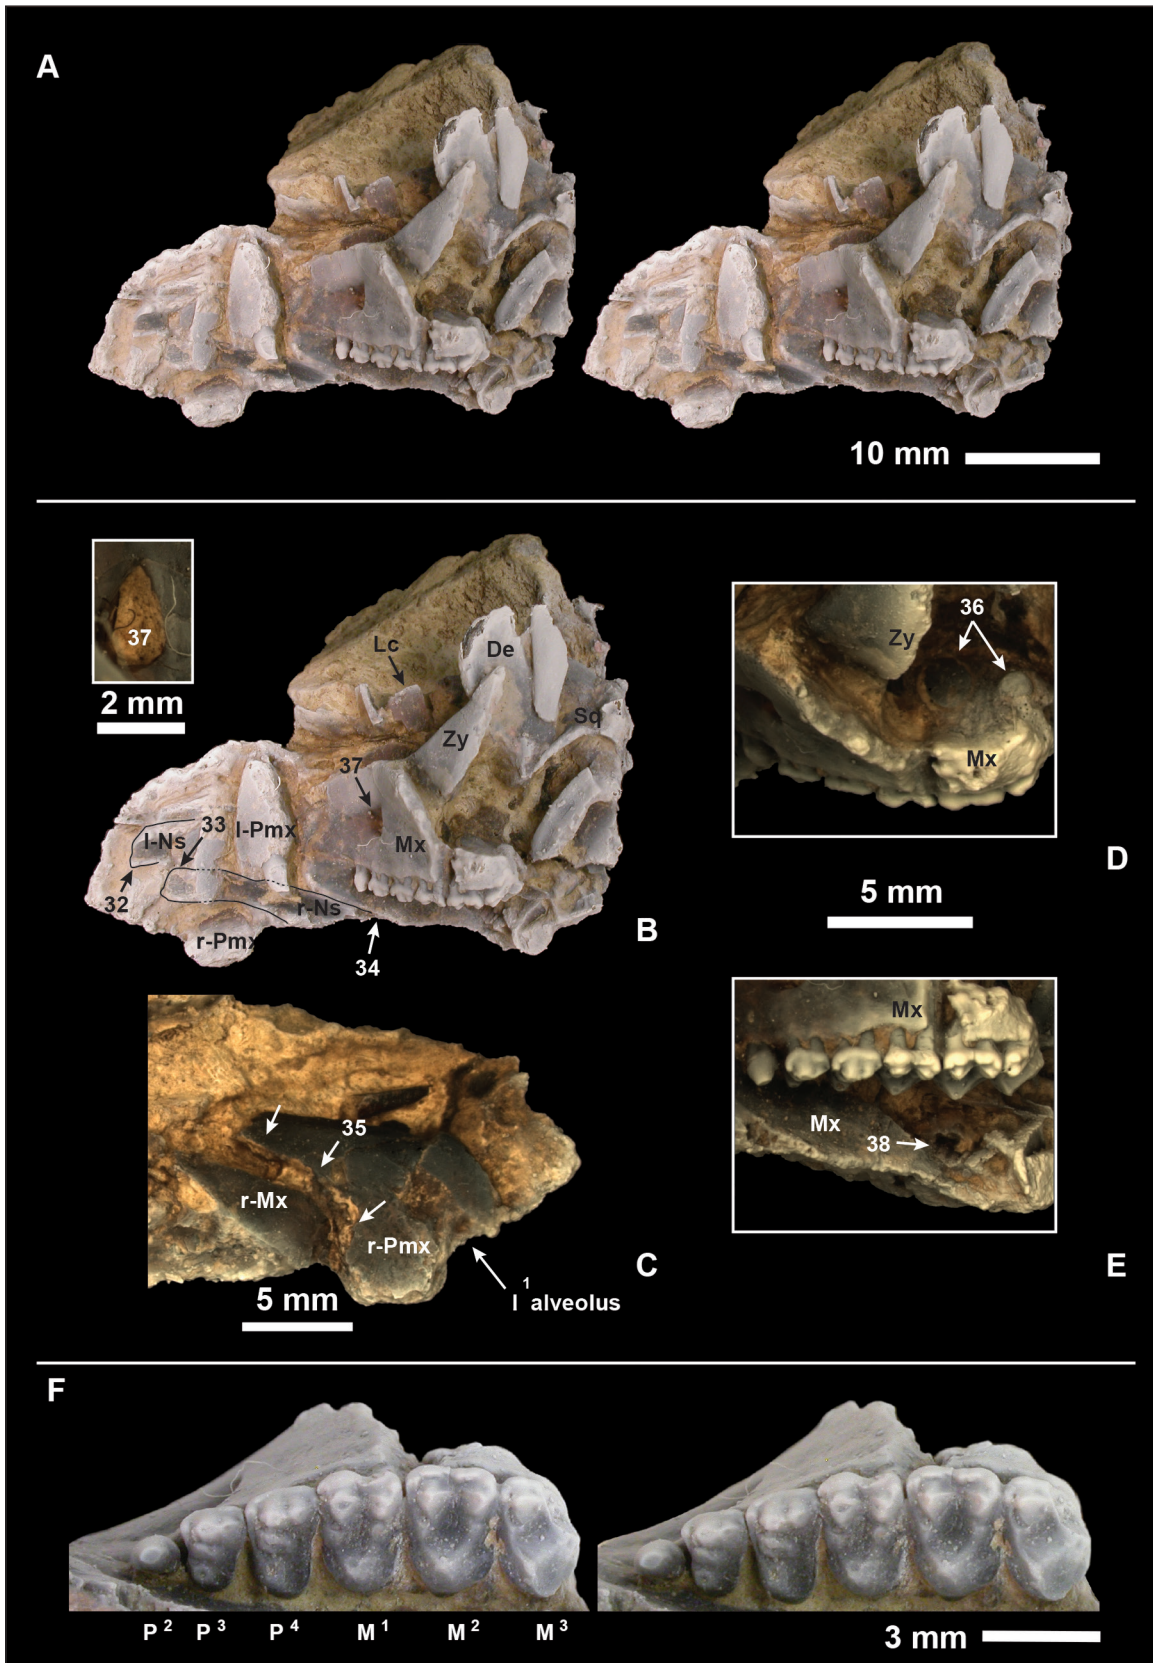 A
10 mm
37
2 mm
Lc
De
Sq
Zy
37
33
l-Pmx
l-Ns
Mx
32
r-Ns
r-Pmx
34
B
36
Zy
Mx
D
5 mm
35
r-Mx
r-Pmx
C
5 mm
I 1 alveolus
Mx
Mx
38
E
F
P 2 P 3 P 4 M 1 M 2 M 3
3 mm